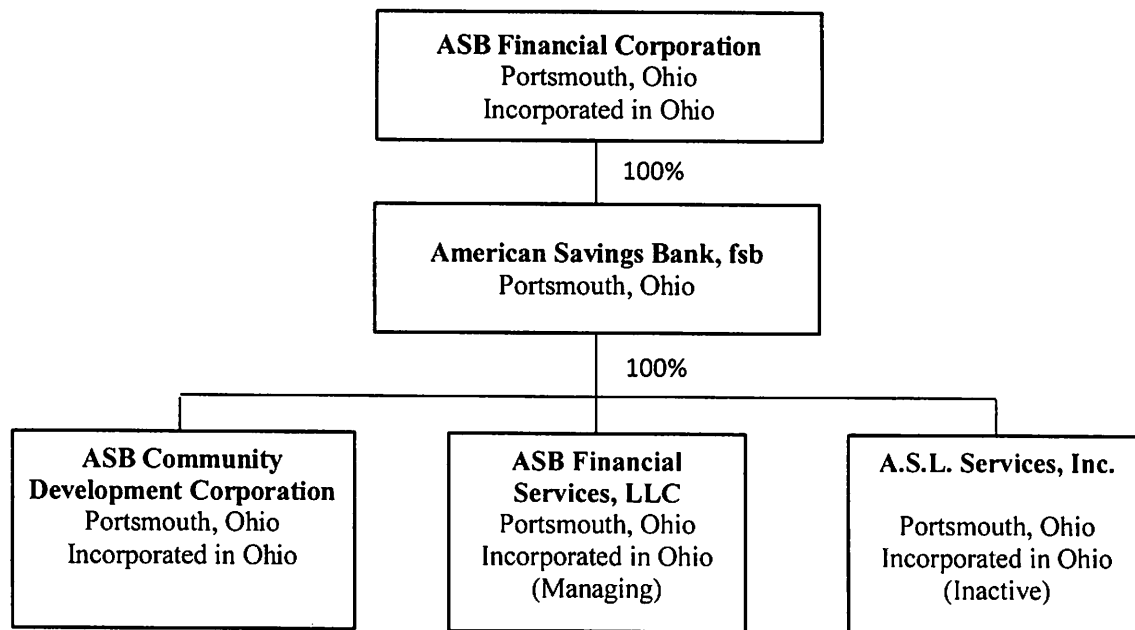 ASB Financial Corporation
Portsmouth, Ohio
Incorporated in Ohio
100%
American Savings Bank, fsb
Portsmouth, Ohio
100%
ASB Community
Development Corporation
Portsmouth, Ohio
Incorporated in Ohio
ASB Financial
Services, LLC
Portsmouth, Ohio
Incorporated in Ohio
(Managing)
A.S.L. Services, Inc.
Portsmouth, Ohio
Incorporated in Ohio
(Inactive)